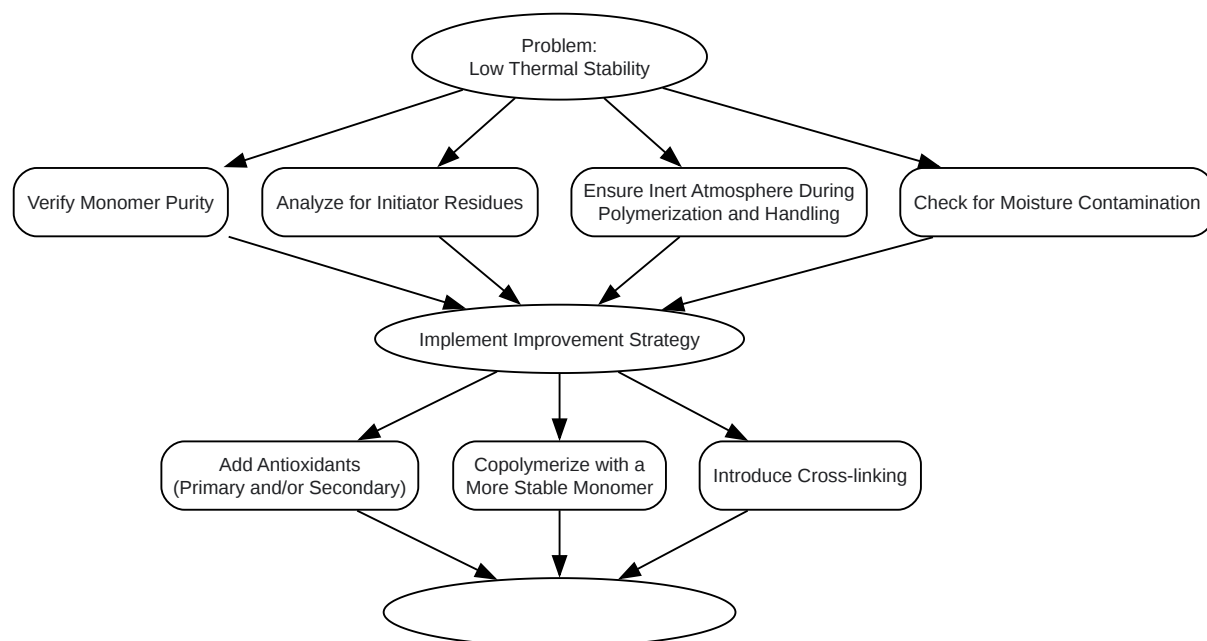 Problem:
Low Thermal Stability
Verify Monomer Purity
Analyze for Initiator Residues
Ensure Inert Atmosphere During
Polymerization and Handling
Check for Moisture Contamination
Implement Improvement Strategy
Add Antioxidants
(Primary and/or Secondary)
Copolymerize with a
More Stable Monomer
Introduce Cross-linking